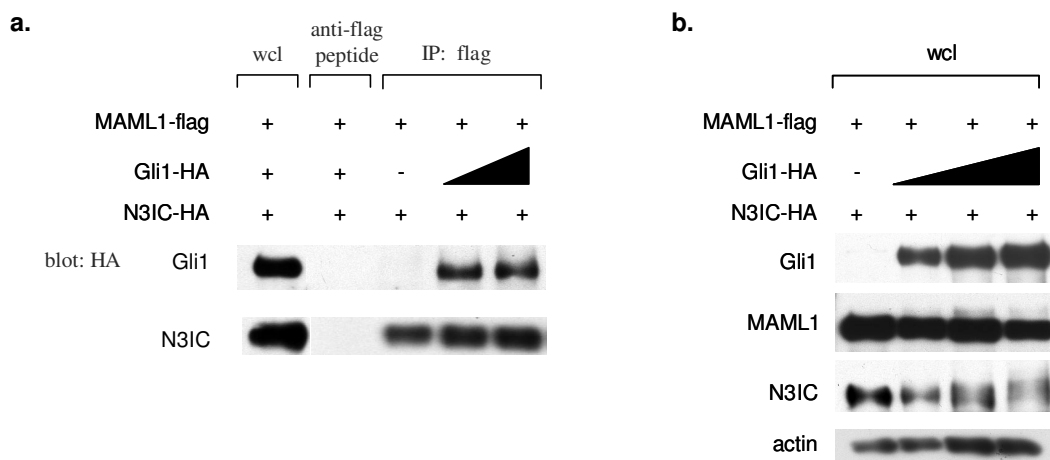 a.
wcl
anti-flag
peptide
IP: flag
MAML1-flag + + + + +
Gli1-HA + + -
N3IC-HA + + + + +
blot: HA Gli1
N3IC
b.
wcl
MAML1-flag + + + +
Gli1-HA -
N3IC-HA + + + +
Gli1
MAML1
N3IC
actin